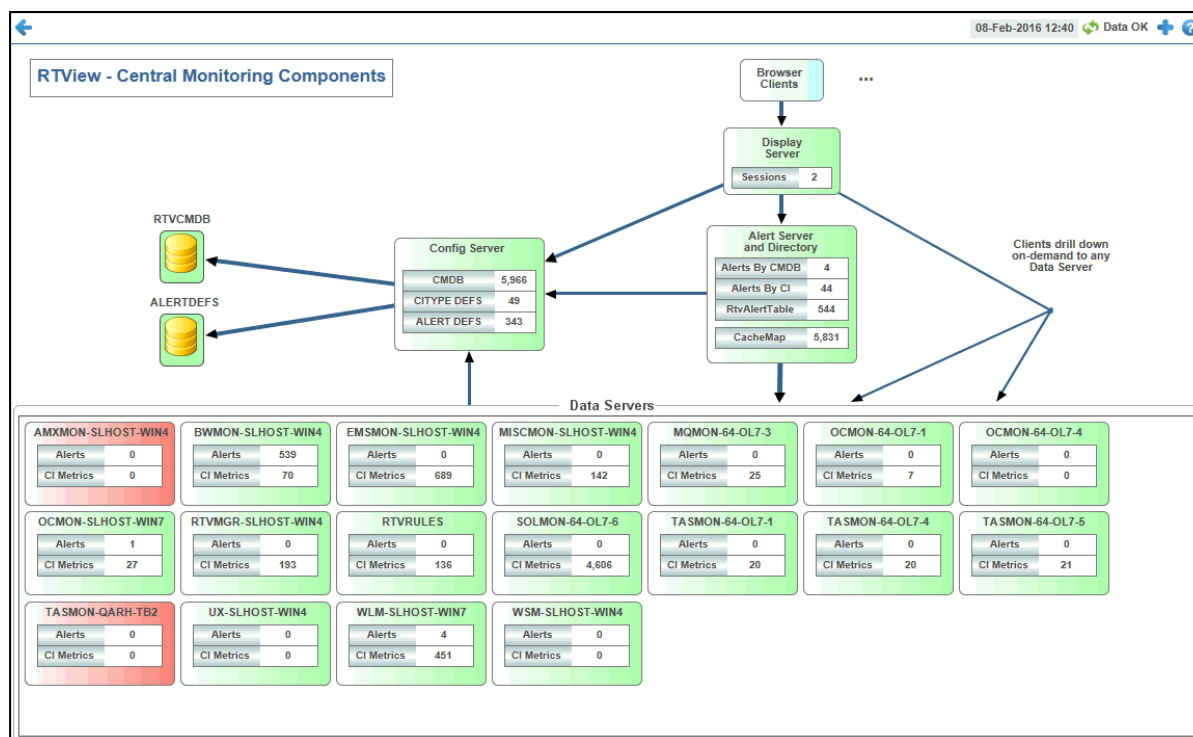 08-Feb-2016 12:40 Data OK ?
RTView - Central Monitoring Components
Browser
Clients
...
Display
Server
Sessions 2
RTVCMDB
ALERTDEFS
Config Server
CMDB 5,966
CITYPE DEFS 49
ALERT DEFS 343
Alert Server
and Directory
Alerts By CMDB 4
Alerts By CI 44
RtvAlertTable 544
CacheMap 5,831
Clients drill down
on-demand to any
Data Server
Data Servers
AMXMON-SLHOST-WIN4 BWMON-SLHOST-WIN4 EMSMON-SLHOST-WIN4 MISCMON-SLHOST-WIN4 MQMON-64-OL7-3 OCMON-64-OL7-1 OCMON-64-OL7-4
Alerts 0 Alerts 539 Alerts 0 Alerts 0 Alerts 0 Alerts 0 Alerts 0
CI Metrics 0 CI Metrics 70 CI Metrics 689 CI Metrics 142 CI Metrics 25 CI Metrics 7 CI Metrics 0
OCMON-SLHOST-WIN7 RTVMGR-SLHOST-WIN4 RTVRULES SOLMON-64-OL7-6 TASMON-64-OL7-1 TASMON-64-OL7-4 TASMON-64-OL7-5
Alerts 1 Alerts 0 Alerts 0 Alerts 0 Alerts 0 Alerts 0 Alerts 0
CI Metrics 27 CI Metrics 193 CI Metrics 136 CI Metrics 4,606 CI Metrics 20 CI Metrics 20 CI Metrics 21
TASMON-QARH-TB2 UX-SLHOST-WIN4 WLM-SLHOST-WIN7 WSM-SLHOST-WIN4
Alerts 0 Alerts 0 Alerts 4 Alerts 0
CI Metrics 0 CI Metrics 0 CI Metrics 451 CI Metrics 0